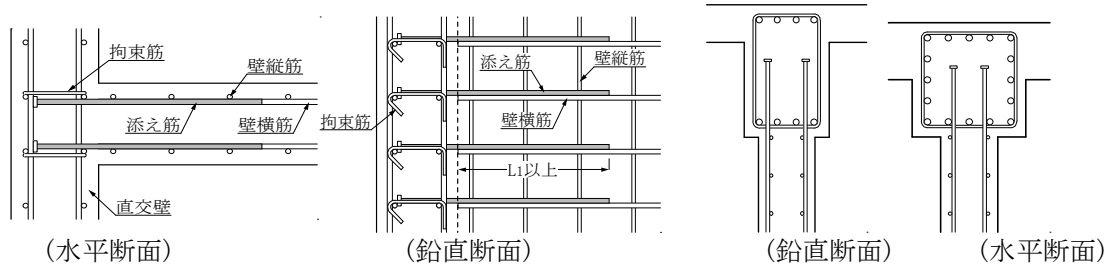 拘束筋
壁縦筋
添え筋
壁横筋
直交壁
(水平断面)
添え筋
壁縦筋
拘束筋
壁横筋
L1以上
(鉛直断面)
(鉛直断面)
(水平断面)